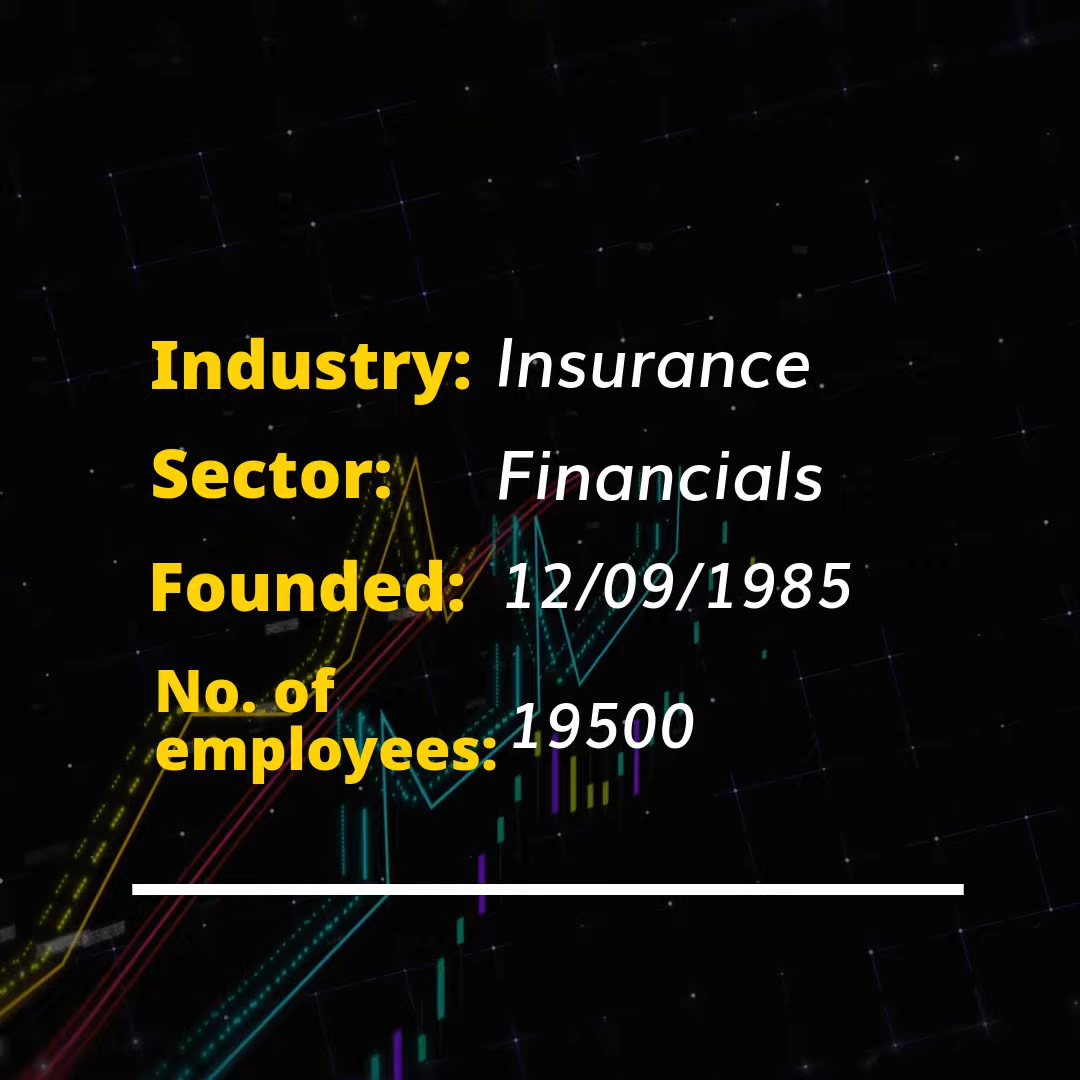 Industry: Insurance
Sector: Financials
Founded: 12/09/1985
No. of
employees: 19500